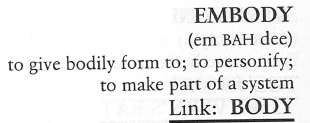 EMBODY
(em BAH dee)
to give bodily form to; to personify;
to make part of a system
Link: BODY